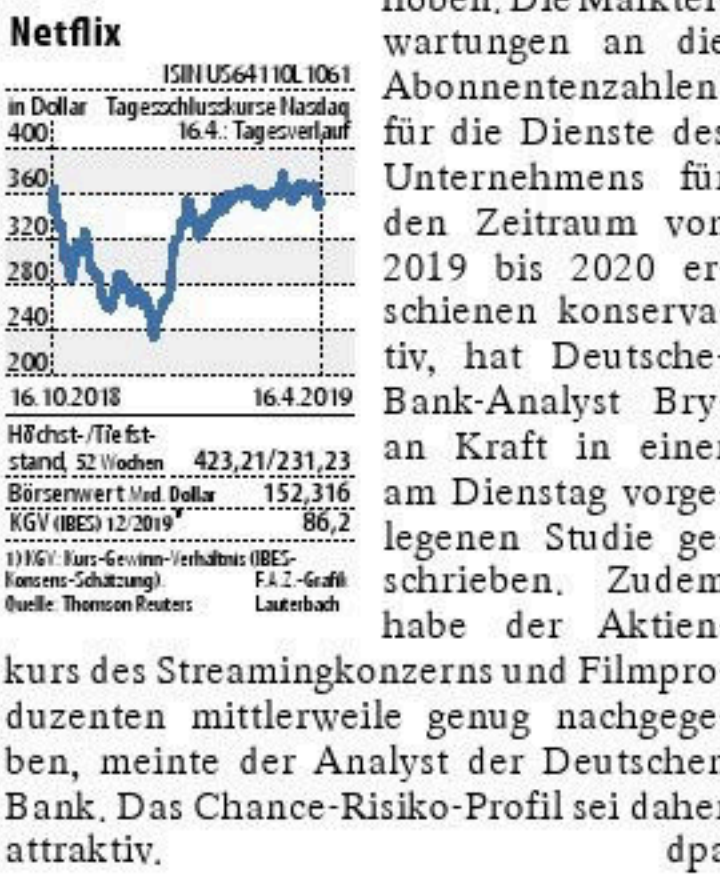 Netflix
ISIN US64110L1061
in Dollar Tagesschlusskurse Nasdaq
400 16.4.: Tagesverlauf
360
320
280
240
200
16.10.2018 16.4.2019
Höchst-/Tiefst-
stand, 52 Wochen 423,21/231,23
Börsenwert Mrd. Dollar 152,316
KGV (IBES) 12/2019 86,2
1) KGV: Kurs-Gewinn-Verhältnis (IBES-
Konsens-Schätzung). F.A.Z.-Grafik
Quelle: Thomson Reuters Lauterbach
wartungen an die
Abonnentenzahlen
für die Dienste des
Unternehmens für
den Zeitraum von
2019 bis 2020 er-
schienen konserva-
tiv, hat Deutsche-
Bank-Analyst Bry-
an Kraft in einer
am Dienstag vorge-
legenen Studie ge-
schrieben. Zudem
habe der Aktien-
kurs des Streamingkonzerns und Filmpro-
duzenten mittlerweile genug nachgege-
ben, meinte der Analyst der Deutschen
Bank. Das Chance-Risiko-Profil sei daher
attraktiv. dpa